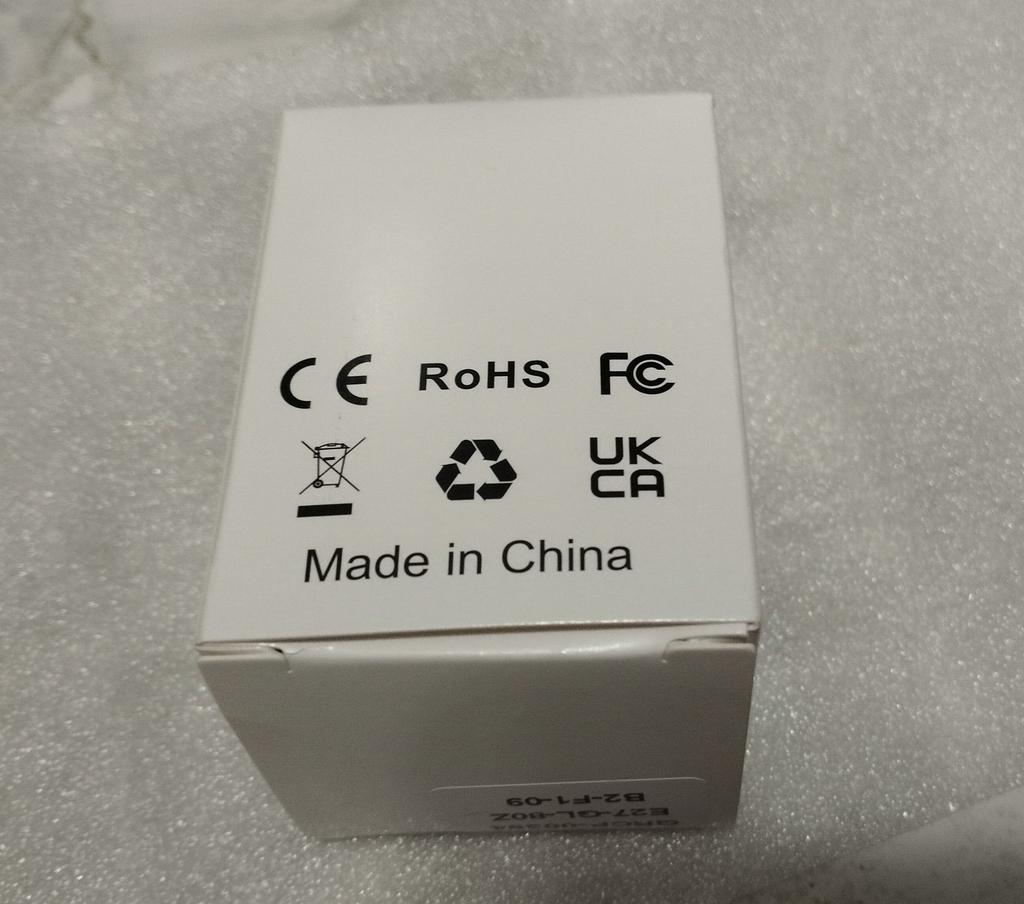 CE RoHS FC
UK
CA
Made in China
B2-F1-09
E27-GL-80Z